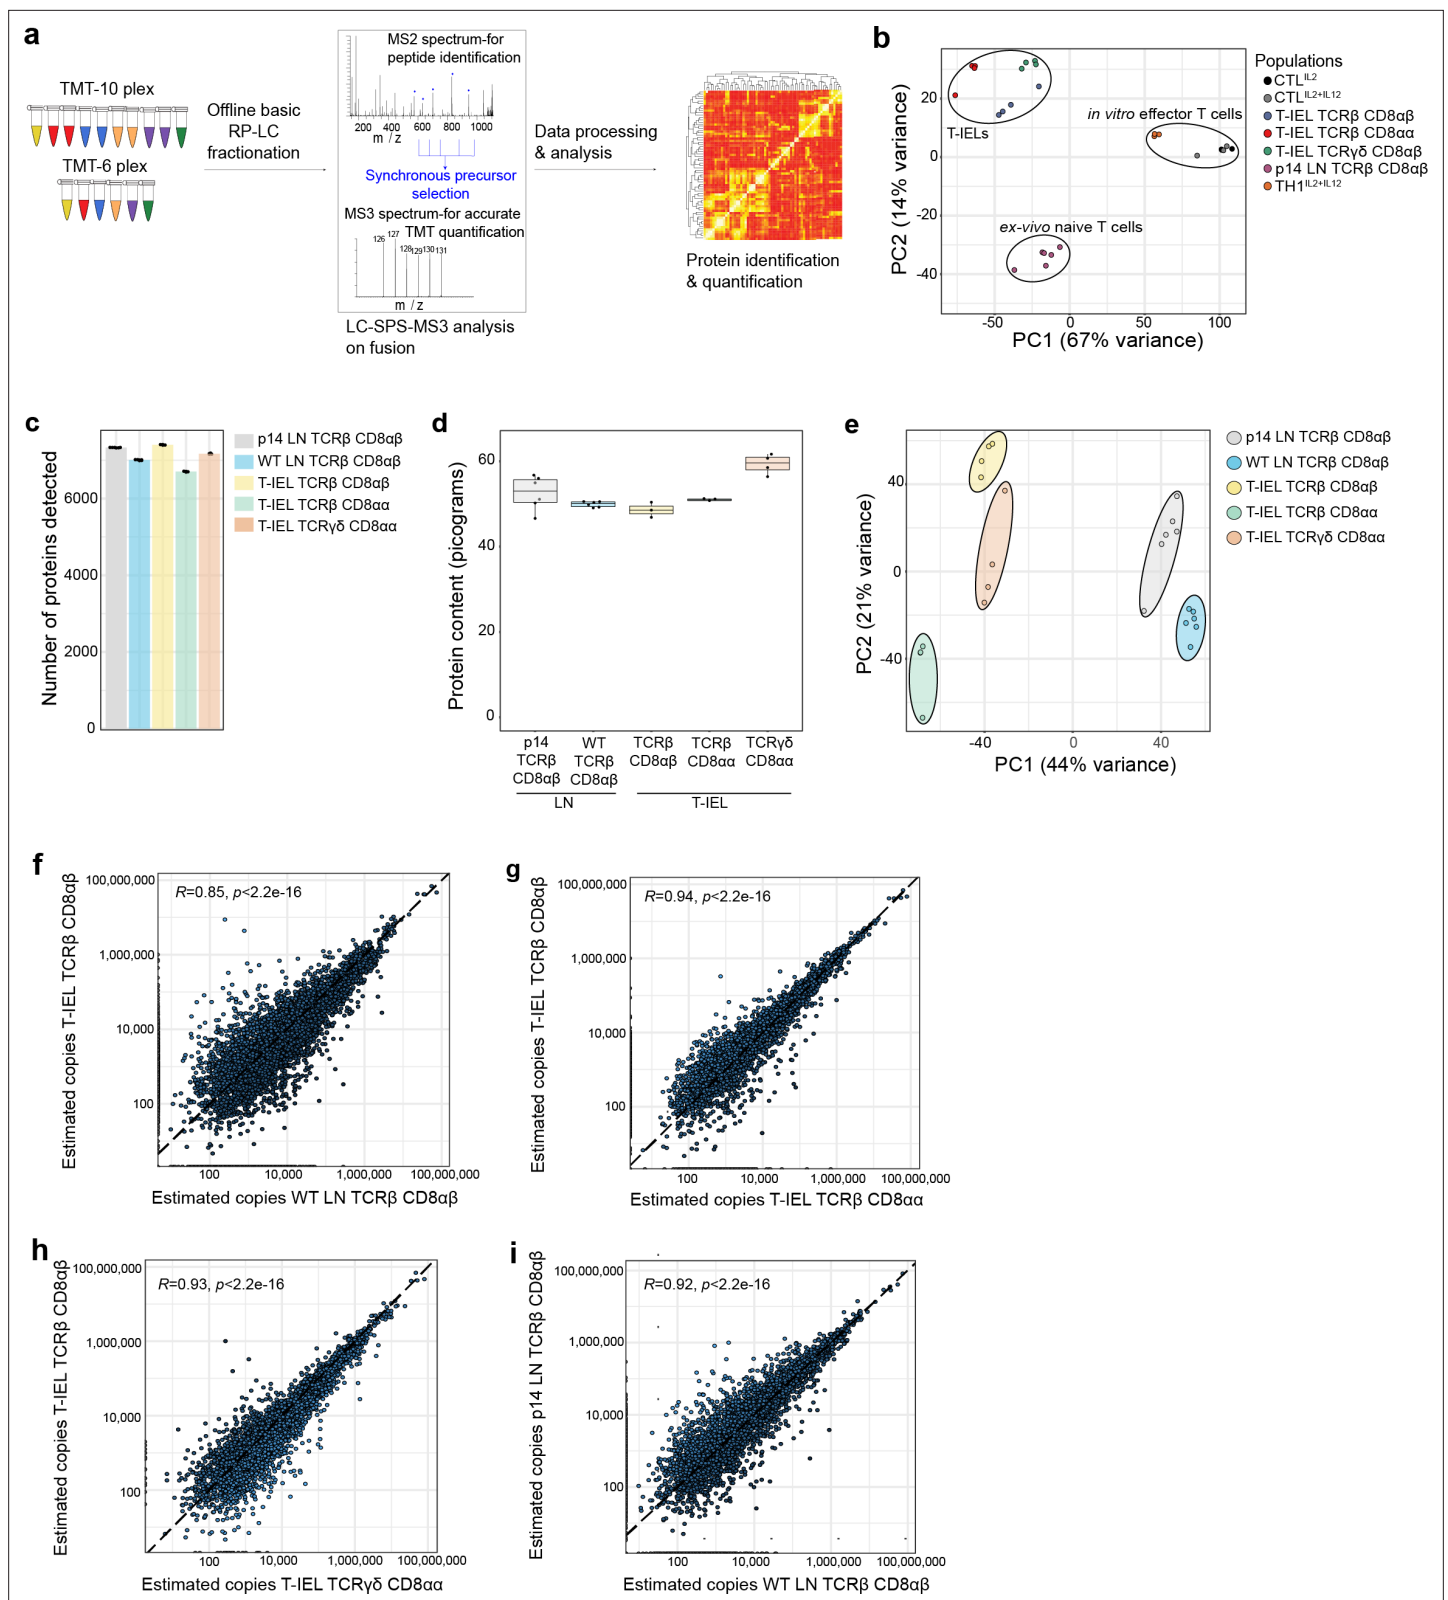 a
TMT-10 plex
TMT-6 plex
Offline basic
RP-LC
fractionation
MS2 spectrum-for
peptide identification
200 400 600 800 1000
m / z
Synchronous precursor
selection
MS3 spectrum-for accurate
TMT quantification
126 127 128 129 130 131
m / z
LC-SPS-MS3 analysis
on fusion
Data processing
& analysis
Protein identification
& quantification
b
PC2 (14% variance)
20
0
-20
-40
T-IELs
in vitro effector T cells
ex-vivo naive T cells
-50 0 50 100
PC1 (67% variance)
Populations
CTL^IL2
CTL^IL2+IL12
T-IEL TCRβ CD8αβ
T-IEL TCRβ CD8αα
T-IEL TCRγδ CD8αβ
p14 LN TCRβ CD8αβ
TH1^IL2+IL12
c
Number of proteins detected
6000
4000
2000
0
p14 LN TCRβ CD8αβ
WT LN TCRβ CD8αβ
T-IEL TCRβ CD8αβ
T-IEL TCRβ CD8αα
T-IEL TCRγδ CD8αα
d
Protein content (picograms)
60
40
20
0
p14 TCRβ CD8αβ
WT TCRβ CD8αβ
TCRβ CD8αβ
TCRβ CD8αα
TCRγδ CD8αα
LN
T-IEL
e
PC2 (21% variance)
40
0
-40
-40 0 40
PC1 (44% variance)
p14 LN TCRβ CD8αβ
WT LN TCRβ CD8αβ
T-IEL TCRβ CD8αβ
T-IEL TCRβ CD8αα
T-IEL TCRγδ CD8αα
f
Estimated copies T-IEL TCRβ CD8αβ
100,000,000
1,000,000
10,000
100
R=0.85, p<2.2e-16
100 10,000 1,000,000 100,000,000
Estimated copies WT LN TCRβ CD8αβ
g
Estimated copies T-IEL TCRβ CD8αβ
100,000,000
1,000,000
10,000
100
R=0.94, p<2.2e-16
100 10,000 1,000,000 100,000,000
Estimated copies T-IEL TCRβ CD8αα
h
Estimated copies T-IEL TCRβ CD8αβ
100,000,000
1,000,000
10,000
100
R=0.93, p<2.2e-16
100 10,000 1,000,000 100,000,000
Estimated copies T-IEL TCRγδ CD8αα
i
Estimated copies p14 LN TCRβ CD8αβ
100,000,000
1,000,000
10,000
100
R=0.92, p<2.2e-16
100 10,000 1,000,000 100,000,000
Estimated copies WT LN TCRβ CD8αβ